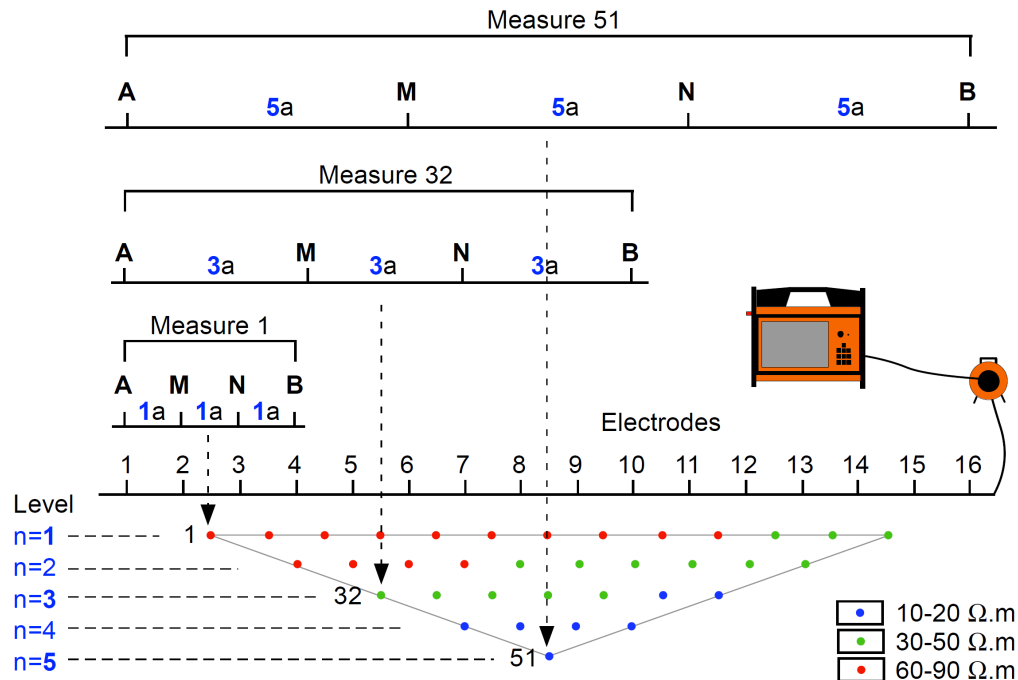 Measure 51
A M N B
5a 5a 5a
Measure 32
A M N B
3a 3a 3a
Measure 1
A M N B
1a 1a 1a
Electrodes
1 2 3 4 5 6 7 8 9 10 11 12 13 14 15 16
Level
n=1 1
n=2
n=3 32
n=4
n=5 51
10-20 Ω.m
30-50 Ω.m
60-90 Ω.m